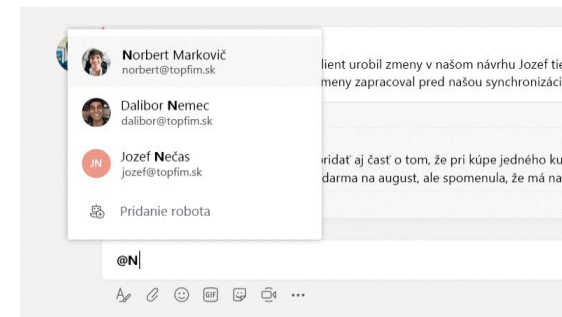 Norbert Markovič
norbert@topfim.sk
lient urobil zmeny v našom návrhu Jozef tie
meny zapracoval pred našou synchronizáci
Dalibor Nemec
dalibor@topfim.sk
JN
Jozef Nečas
jozef@topfim.sk
pridať aj časť o tom, že pri kúpe jedného ku
darma na august, ale spomenula, že má na
Pridanie robota
@N
GIF